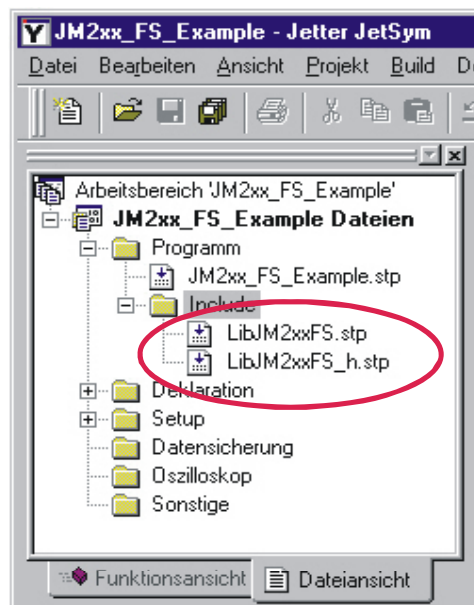 JM2xx_FS_Example - Jetter JetSym
Datei Bearbeiten Ansicht Projekt Build
Arbeitsbereich 'JM2xx_FS_Example'
JM2xx_FS_Example Dateien
Programm
JM2xx_FS_Example.stp
Include
LibJM2xxFS.stp
LibJM2xxFS_h.stp
Deklaration
Setup
Datensicherung
Oszilloskop
Sonstige
Funktionsansicht Dateiansicht